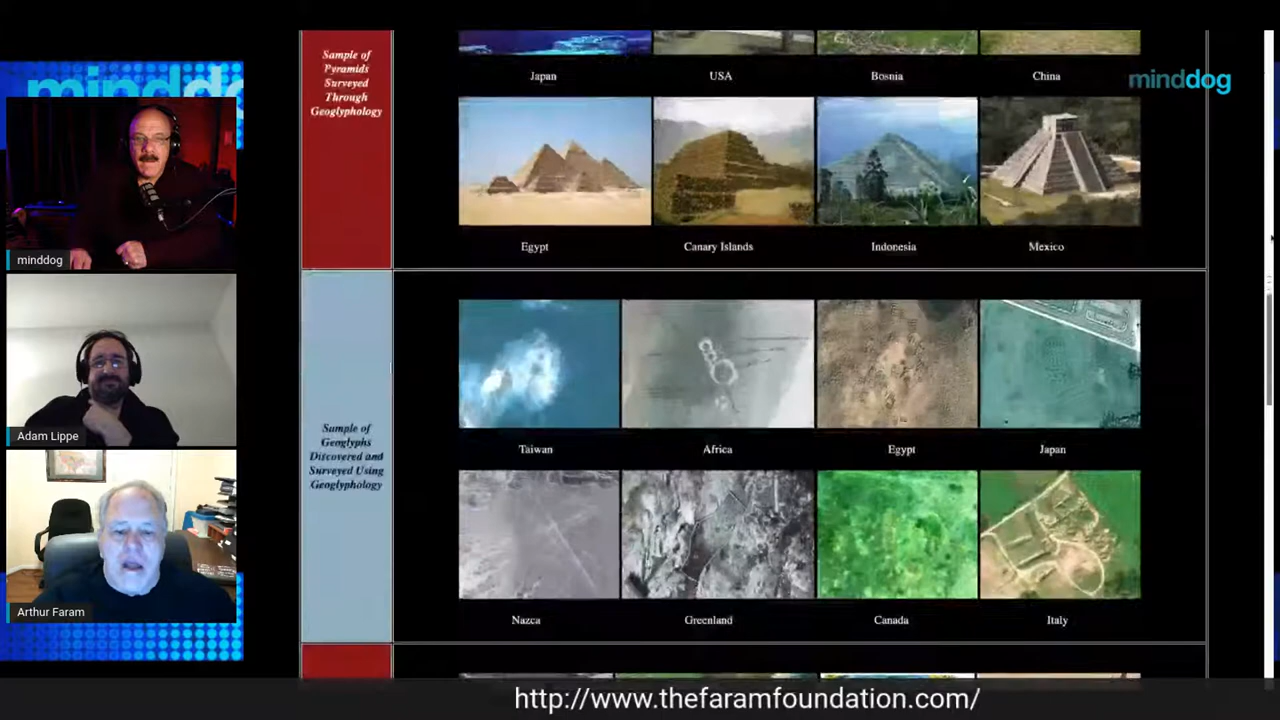 mindd
minddog
Adam Lippe
Arthur Faram
Sample of
Pyramids
Surveyed
Through
Geoglyphology
Japan
USA
Bosnia
China
minddog
Egypt
Canary Islands
Indonesia
Mexico
Sample of
Geoglyphs
Discovered and
Surveyed Using
Geoglyphology
Taiwan
Africa
Egypt
Japan
Nazca
Greenland
Canada
Italy
http://www.thefaramfoundation.com/